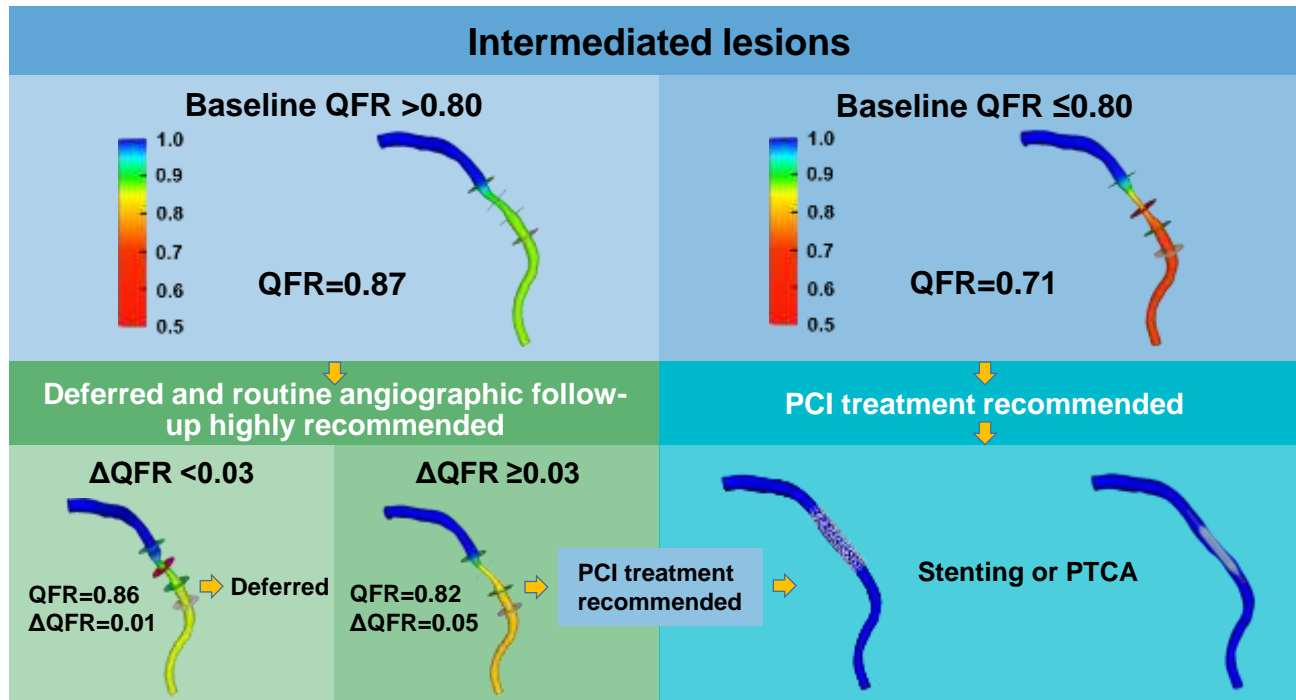 Intermediated lesions
Baseline QFR >0.80
1.0
0.9
0.8
0.7
0.6
0.5
QFR=0.87
Baseline QFR ≤0.80
1.0
0.9
0.8
0.7
0.6
0.5
QFR=0.71
Deferred and routine angiographic follow-
up highly recommended
PCI treatment recommended
ΔQFR <0.03
QFR=0.86
ΔQFR=0.01
Deferred
ΔQFR ≥0.03
QFR=0.82
ΔQFR=0.05
PCI treatment
recommended
Stenting or PTCA